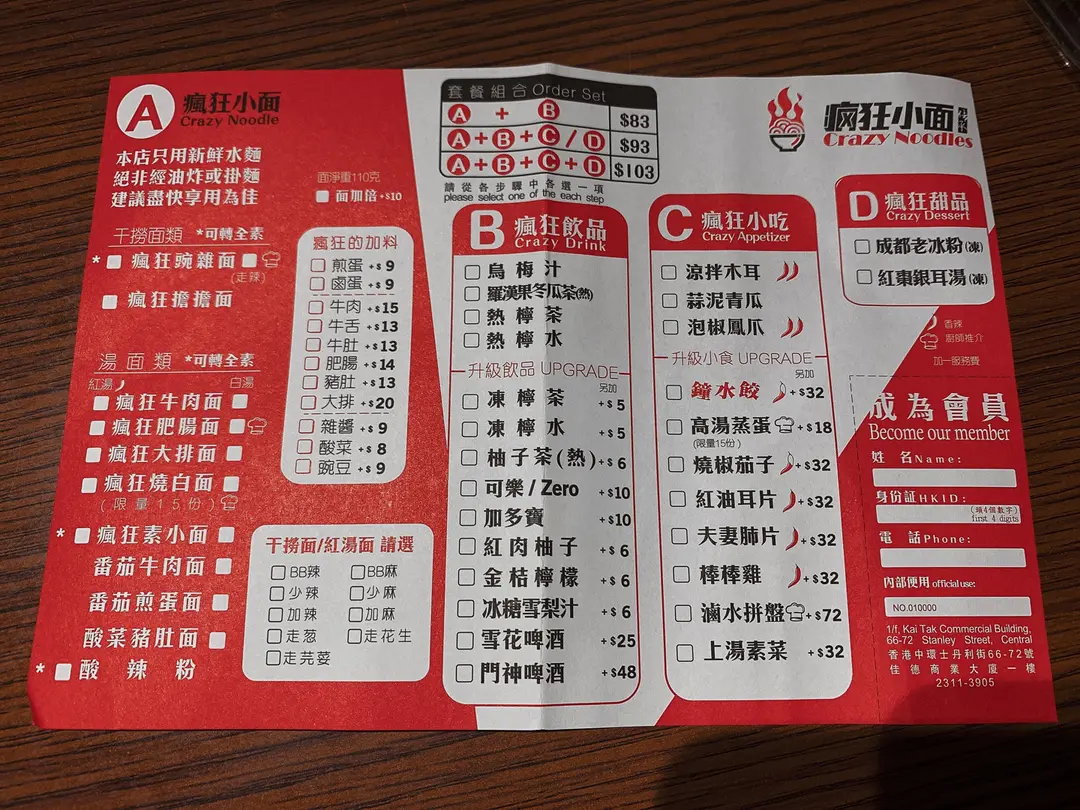 A 瘋狂小面
Crazy Noodle
本店只用新鮮水麵
絕非經油炸或掛麵
建議盡快享用為佳
面淨重110克
面加倍+$10
干撈面類 *可轉全素
* 瘋狂豌雜面
(走辣)
瘋狂擔擔面
湯面類 *可轉全素
紅湯 白湯
瘋狂牛肉面
瘋狂肥腸面
瘋狂大排面
瘋狂燒白面
(限量15份)
* 瘋狂素小面
番茄牛肉面
番茄煎蛋面
酸菜豬肚面
* 酸辣粉
瘋狂的加料
煎蛋 +$9
鹵蛋 +$9
牛肉 +$15
牛舌 +$13
牛肚 +$13
肥腸 +$14
豬肚 +$13
大排 +$20
雜醬 +$9
酸菜 +$8
豌豆 +$9
干撈面/紅湯面 請選
BB辣 BB麻
少辣 少麻
加辣 加麻
走葱 走花生
走芫荽
套餐組合 Order Set
A + B $83
A+B+C/D $93
A+B+C+D $103
請從各步驟中各選一項
please select one of the each step
B 瘋狂飲品
Crazy Drink
烏梅汁
羅漢果冬瓜茶(熱)
熱檸茶
熱檸水
升級飲品 UPGRADE
另加
凍檸茶 +$5
凍檸水 +$5
柚子茶(熱) +$6
可樂/Zero +$10
加多寶 +$10
紅肉柚子 +$6
金桔檸檬 +$6
冰糖雪梨汁 +$6
雪花啤酒 +$25
門神啤酒 +$48
C 瘋狂小吃
Crazy Appetizer
涼拌木耳
蒜泥青瓜
泡椒鳳爪
升級小食 UPGRADE
另加
鐘水餃 +$32
高湯蒸蛋 +$18
(限量15份)
燒椒茄子 +$32
紅油耳片 +$32
夫妻肺片 +$32
棒棒雞 +$32
滷水拼盤 +$72
上湯素菜 +$32
瘋狂小面
Crazy Noodles
D 瘋狂甜品
Crazy Dessert
成都老冰粉(凍)
紅棗銀耳湯(凍)
香辣
廚師推介
加一服務費
成為會員
Become our member
姓 名Name:
身份証HKID:
(頭4個數字)
first 4 digits
電 話Phone:
內部使用 official use:
NO.010000
1/f, Kai Tak Commercial Building,
66-72 Stanley Street, Central
香港中環士丹利街66-72號
佳德商業大廈一樓
2311-3905